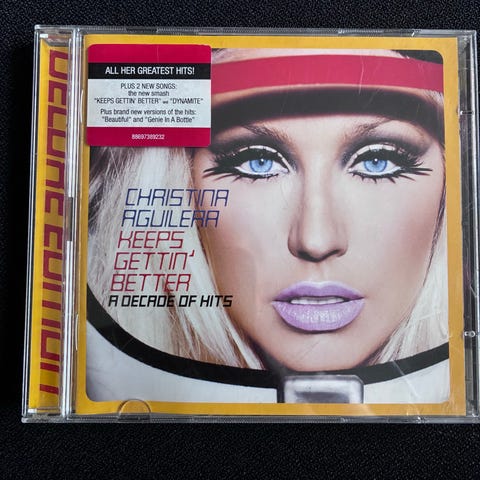 ALL HER GREATEST HITS!
PLUS 2 NEW SONGS:
the new smash
"KEEPS GETTIN' BETTER" and "DYNAMITE"
Plus brand new versions of the hits:
"Beautiful" and "Genie In A Bottle"
88697389232
CHRISTINA
AGUILERA
KEEPS
GETTIN'
BETTER
A DECADE OF HITS
DELUXE EDITION